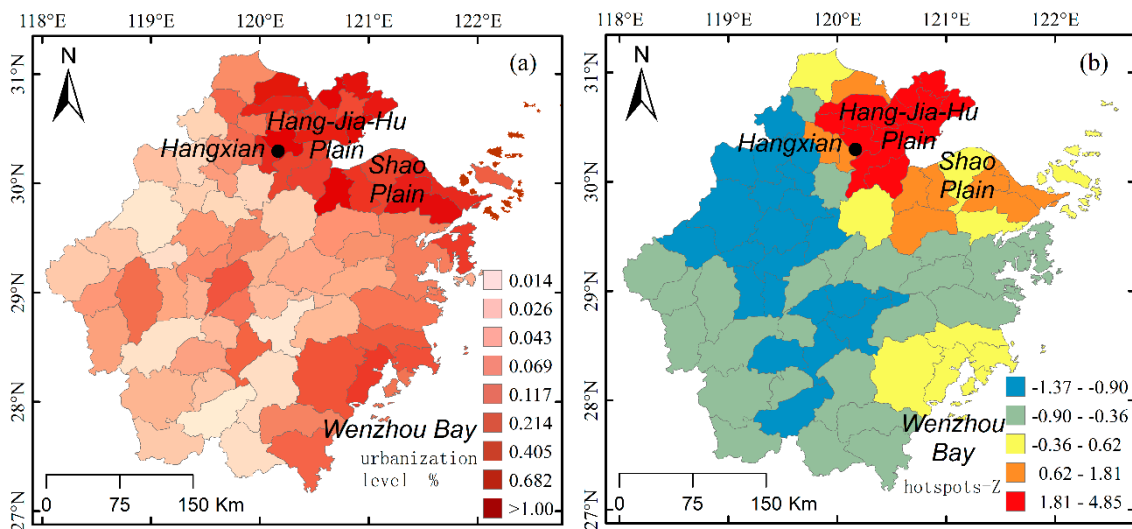 118°E 119°E 120°E 121°E 122°E
(a)
N
31°N
30°N
29°N
28°N
27°N
Hang-Jia-Hu
Plain
Hangxian
Shao
Plain
Wenzhou Bay
0.014
0.026
0.043
0.069
0.117
0.214
0.405
0.682
>1.00
urbanization
level %
0 75 150 Km
118°E 119°E 120°E 121°E 122°E
(b)
N
31°N
30°N
29°N
28°N
27°N
Hang-Jia-Hu
Plain
Hangxian
Shao
Plain
Wenzhou
Bay
-1.37 - -0.90
-0.90 - -0.36
-0.36 - 0.62
0.62 - 1.81
1.81 - 4.85
hotspots-Z
0 75 150 Km